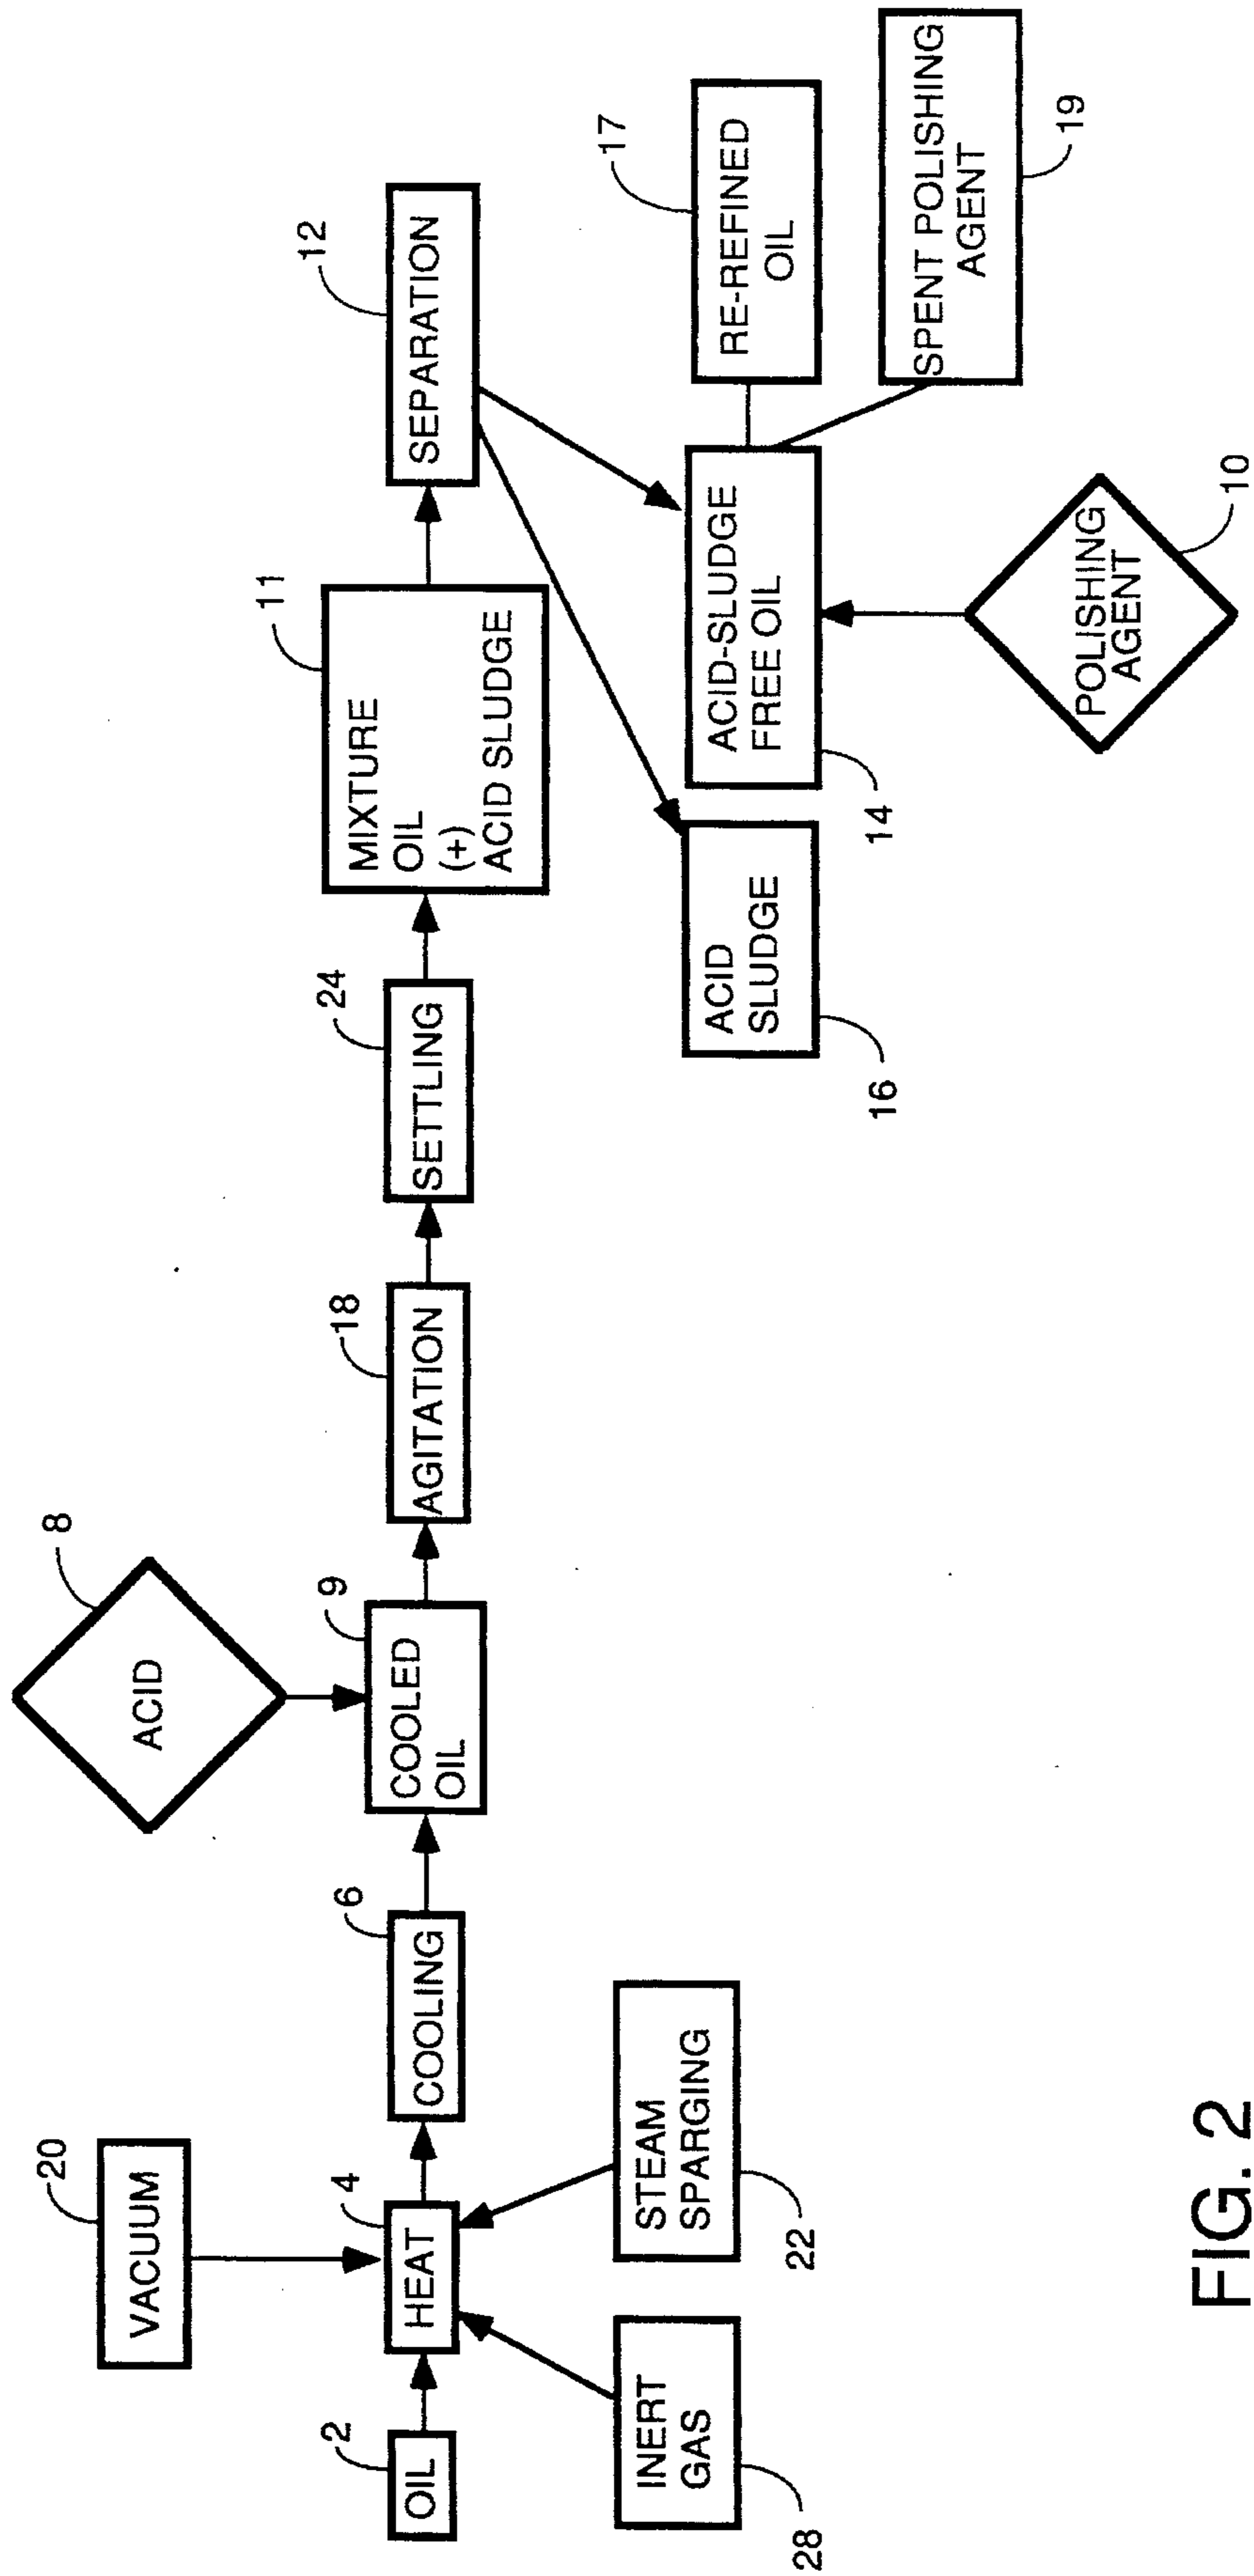 20
VACUUM
2
OIL
4
HEAT
INERT
GAS
28
STEAM
SPARGING
22
6
COOLING
8
ACID
9
COOLED
OIL
18
AGITATION
24
SETTLING
11
MIXTURE
OIL
(+)
ACID SLUDGE
12
SEPARATION
ACID
SLUDGE
16
ACID-SLUDGE
FREE OIL
14
17
RE-REFINED
OIL
SPENT POLISHING
AGENT
19
POLISHING
AGENT
10
FIG. 2